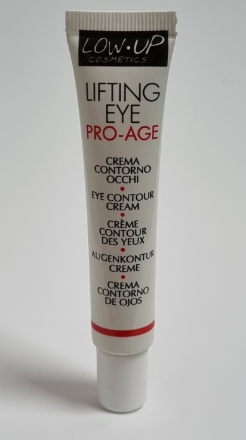 LOW•UP
COSMETICS
LIFTING
EYE
PRO-AGE
CREMA
CONTORNO
OCCHI
•
EYE CONTOUR
CREAM
•
CRÈME
CONTOUR
DES YEUX
•
AUGENKONTUR
CREME
•
CREMA
CONTORNO
DE OJOS